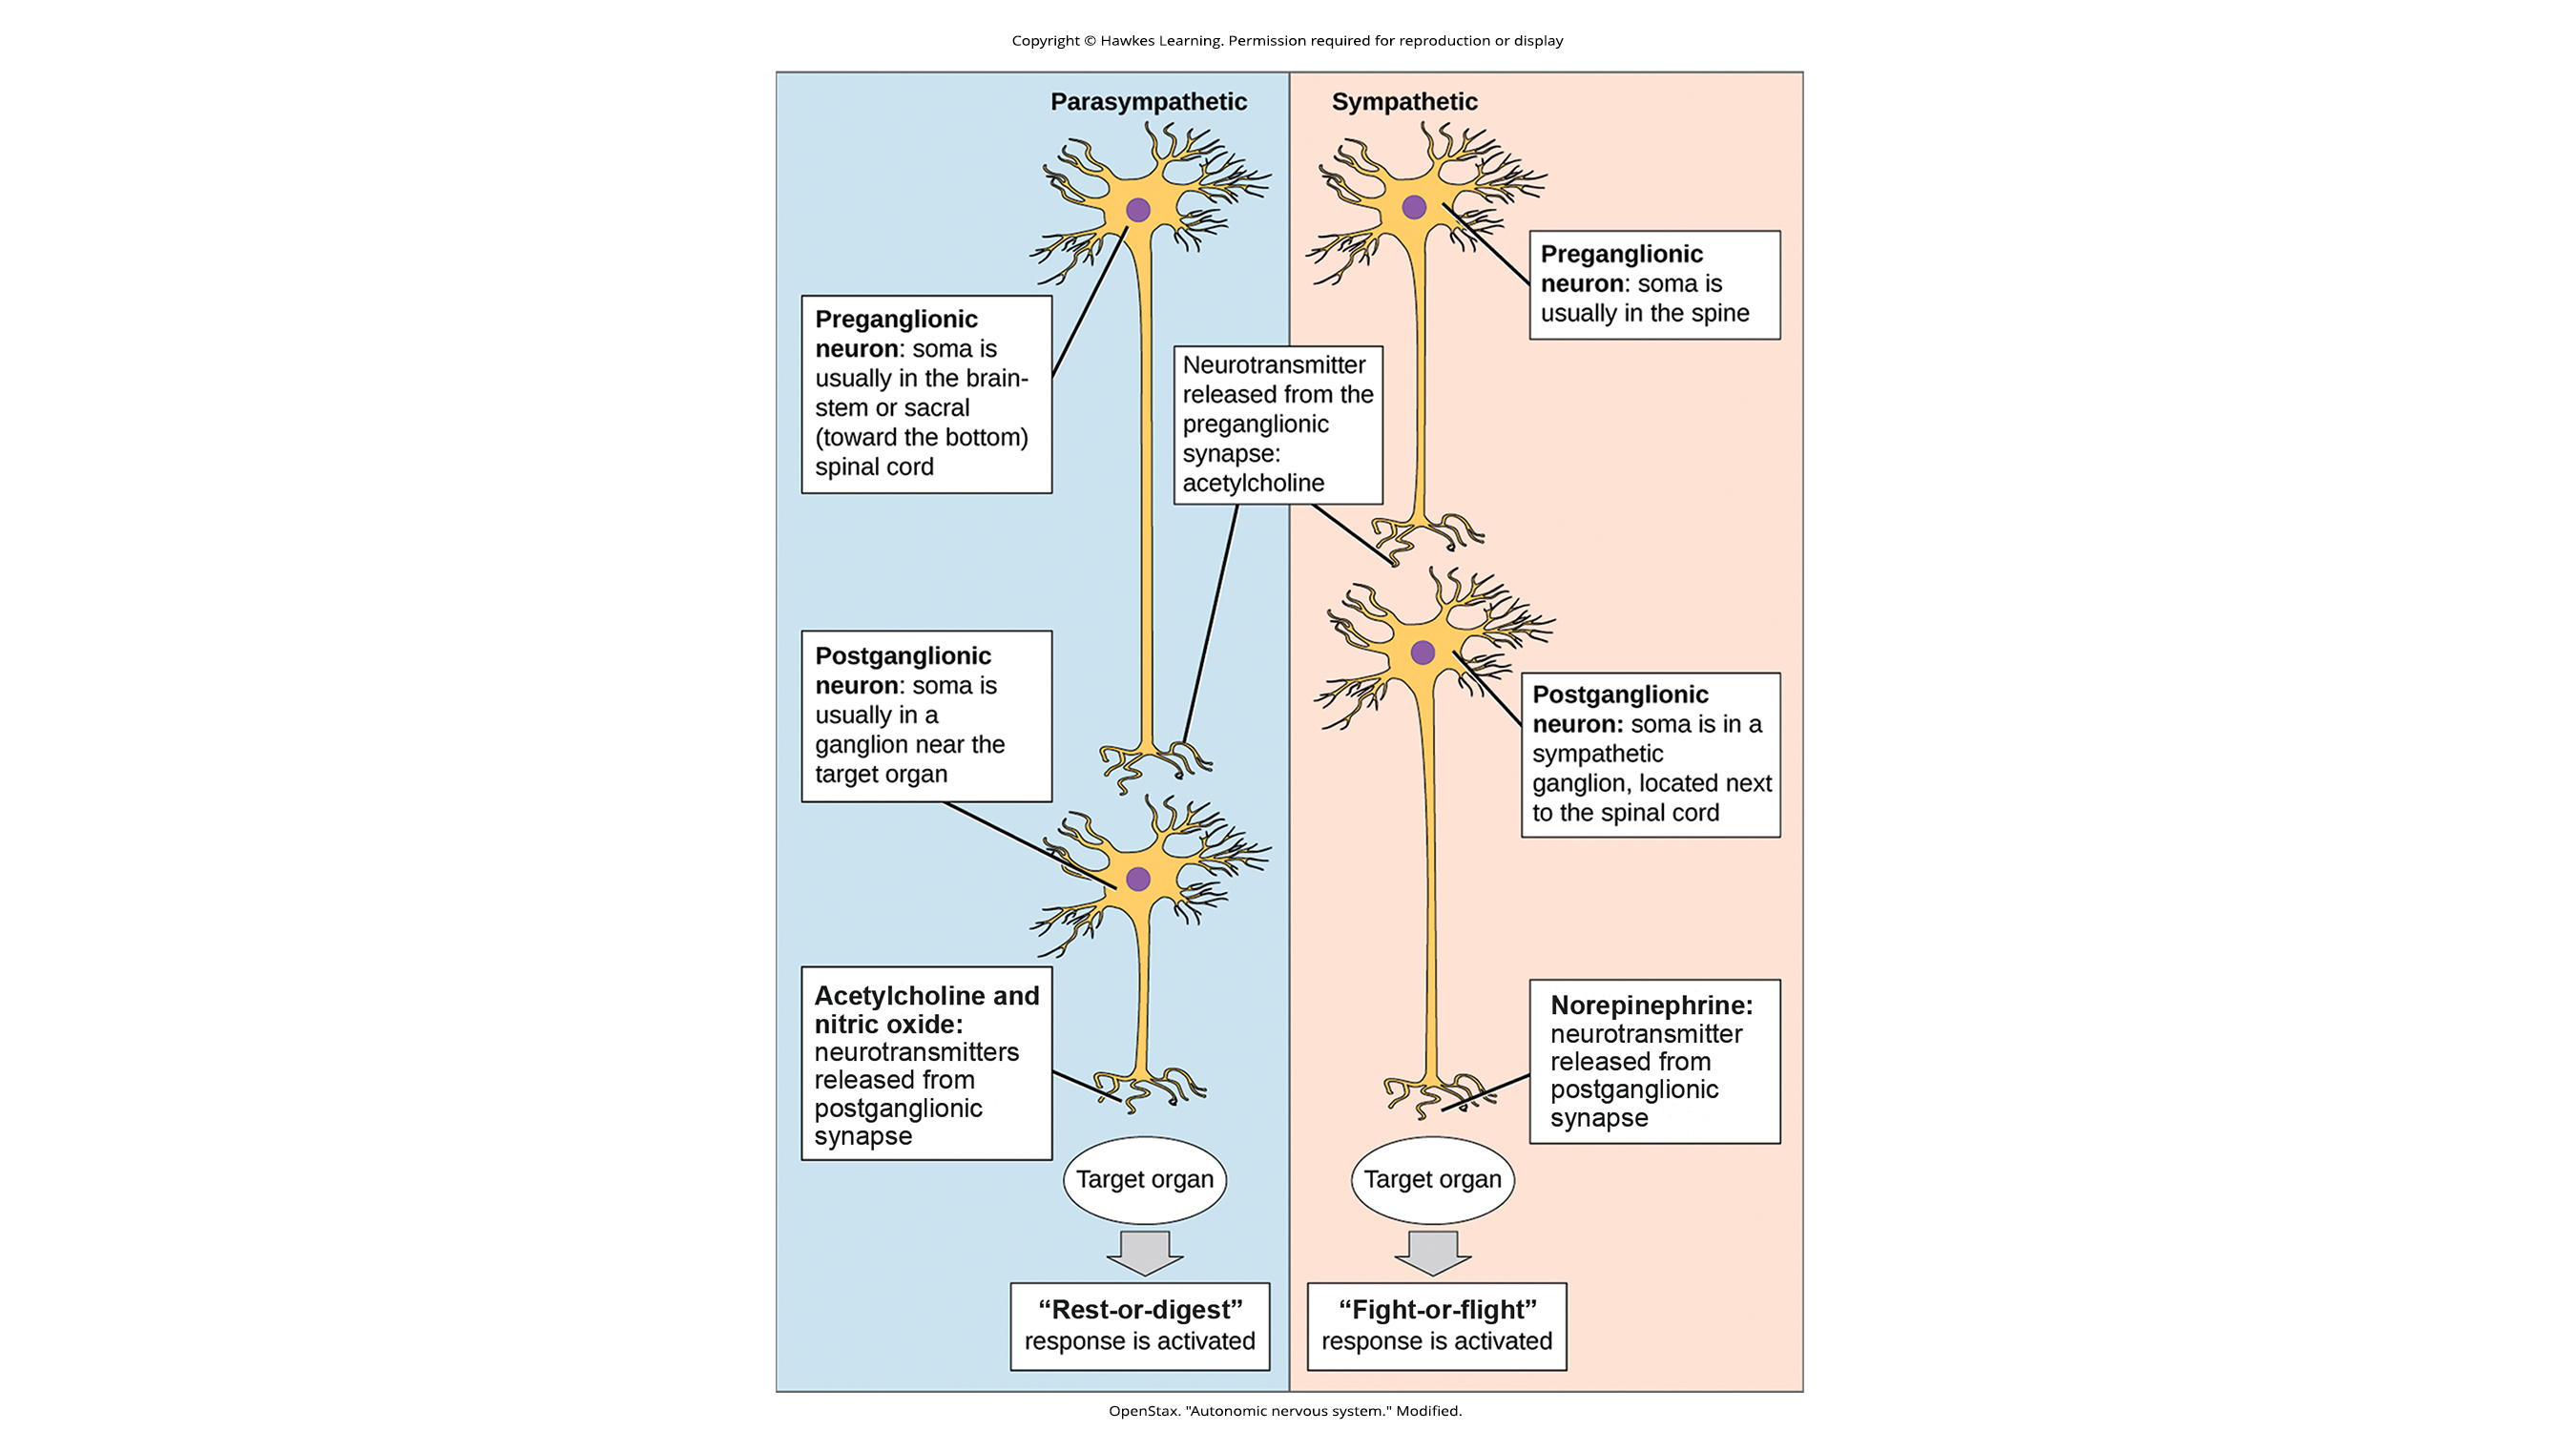 Copyright © Hawkes Learning. Permission required for reproduction or display
Parasympathetic
Preganglionic
neuron: soma is
usually in the brain-
stem or sacral
(toward the bottom)
spinal cord
Neurotransmitter
released from the
preganglionic
synapse:
acetylcholine
Postganglionic
neuron: soma is
usually in a
ganglion near the
target organ
Acetylcholine and
nitric oxide:
neurotransmitters
released from
postganglionic
synapse
Target organ
“Rest-or-digest”
response is activated
Sympathetic
Preganglionic
neuron: soma is
usually in the spine
Postganglionic
neuron: soma is in a
sympathetic
ganglion, located next
to the spinal cord
Norepinephrine:
neurotransmitter
released from
postganglionic
synapse
Target organ
“Fight-or-flight”
response is activated
OpenStax. "Autonomic nervous system." Modified.